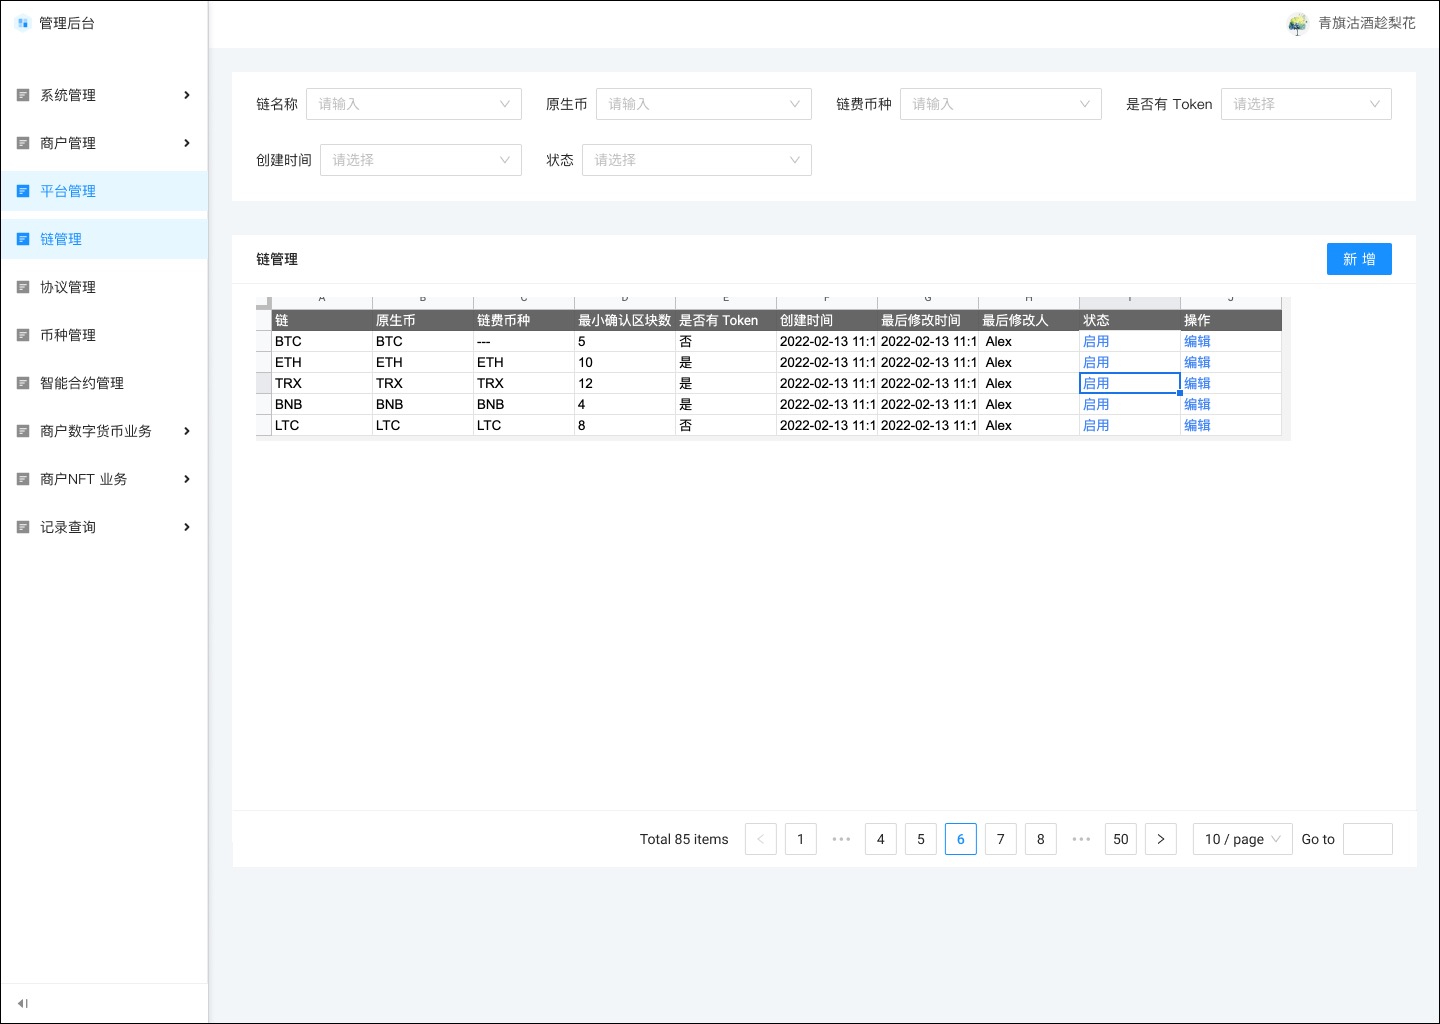 管理后台
青旗沽酒趁梨花
系统管理
商户管理
平台管理
链管理
协议管理
币种管理
智能合约管理
商户数字货币业务
商户NFT 业务
记录查询
链名称 请输入 原生币 请输入 链费币种 请输入 是否有 Token 请选择
创建时间 请选择 状态 请选择
链管理 新 增
链 原生币 链费币种 最小确认区块数 是否有 Token 创建时间 最后修改时间 最后修改人 状态 操作
BTC BTC --- 5 否 2022-02-13 11:1 2022-02-13 11:1 Alex 启用 编辑
ETH ETH ETH 10 是 2022-02-13 11:1 2022-02-13 11:1 Alex 启用 编辑
TRX TRX TRX 12 是 2022-02-13 11:1 2022-02-13 11:1 Alex 启用 编辑
BNB BNB BNB 4 是 2022-02-13 11:1 2022-02-13 11:1 Alex 启用 编辑
LTC LTC LTC 8 否 2022-02-13 11:1 2022-02-13 11:1 Alex 启用 编辑
Total 85 items < 1 ••• 4 5 6 7 8 ••• 50 > 10 / page Go to